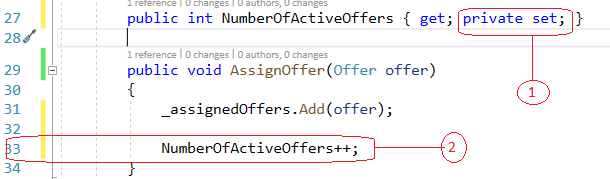 1 reference | 0 changes | 0 authors, 0 changes
27 public int NumberOfActiveOffers { get; private set; }
28
1
1 reference | 0 changes | 0 authors, 0 changes
29 public void AssignOffer(Offer offer)
30 {
31 _assignedOffers.Add(offer);
32
33 NumberOfActiveOffers++;
2
34 }